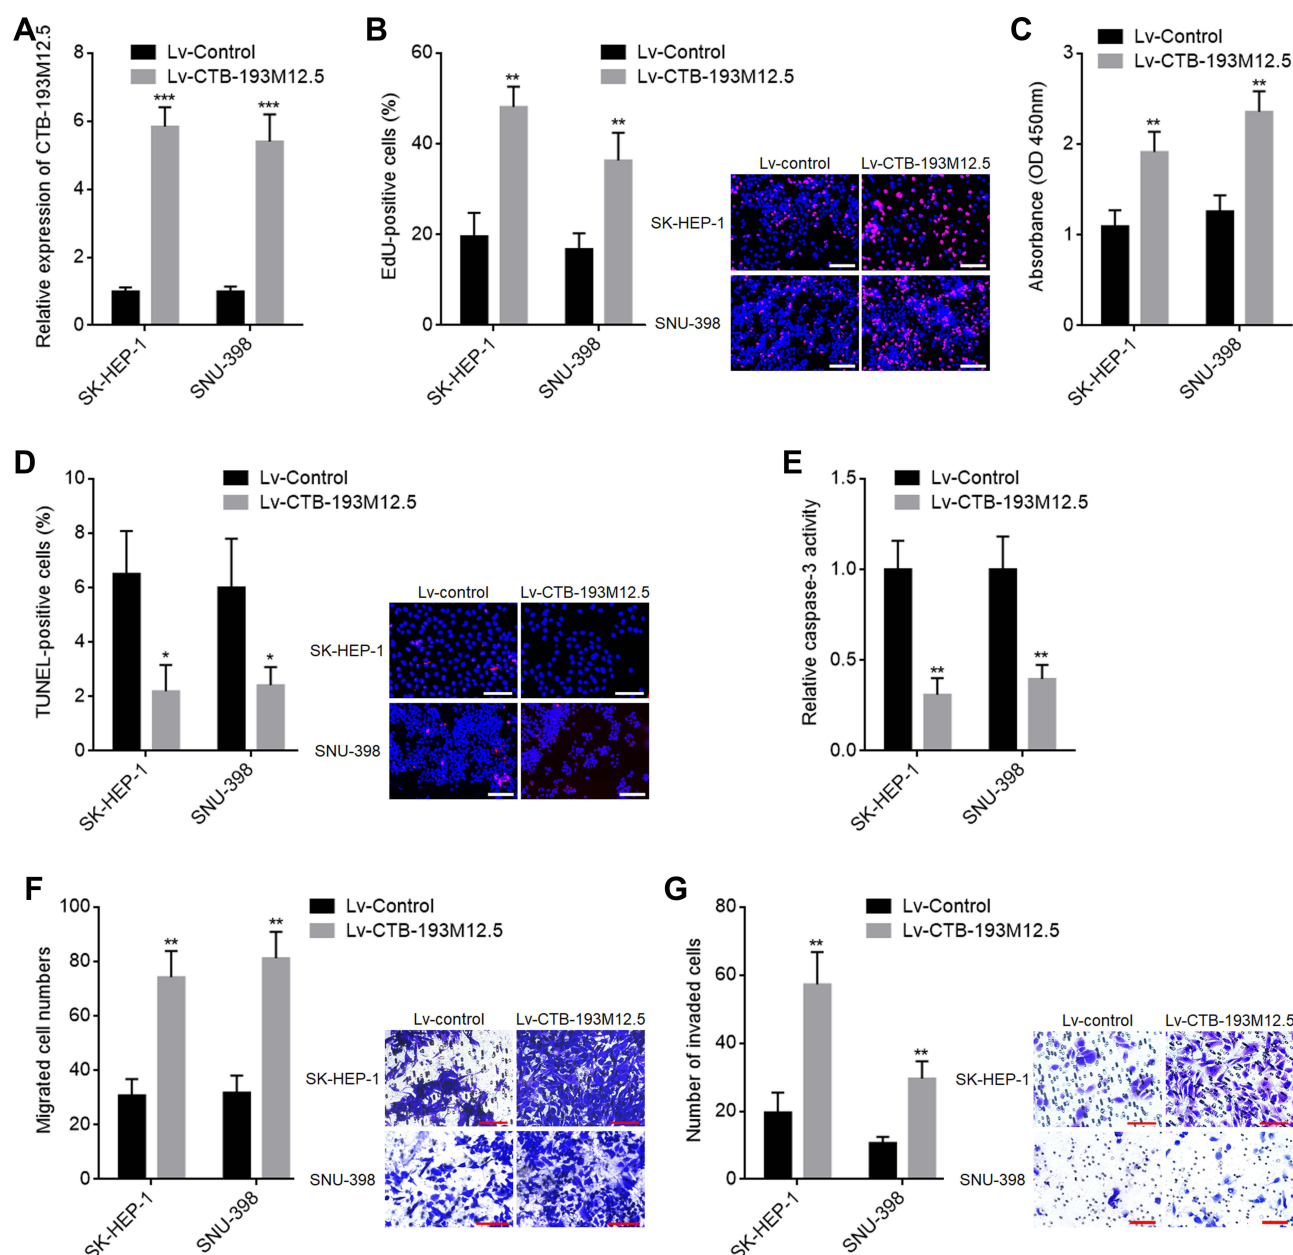 A
Relative expression of CTB-193M12.5
8
6
4
2
0
Lv-Control
Lv-CTB-193M12.5
***
***
SK-HEP-1
SNU-398
B
EdU-positive cells (%)
60
40
20
0
Lv-Control
Lv-CTB-193M12.5
**
**
SK-HEP-1
SNU-398
Lv-control
Lv-CTB-193M12.5
SK-HEP-1
SNU-398
C
Absorbance (OD 450nm)
3
2
1
0
Lv-Control
Lv-CTB-193M12.5
**
**
SK-HEP-1
SNU-398
D
TUNEL-positive cells (%)
10
8
6
4
2
0
Lv-Control
Lv-CTB-193M12.5
*
*
SK-HEP-1
SNU-398
Lv-control
Lv-CTB-193M12.5
SK-HEP-1
SNU-398
E
Relative caspase-3 activity
1.5
1.0
0.5
0.0
Lv-Control
Lv-CTB-193M12.5
**
**
SK-HEP-1
SNU-398
F
Migrated cell numbers
100
80
60
40
20
0
Lv-Control
Lv-CTB-193M12.5
**
**
SK-HEP-1
SNU-398
Lv-control
Lv-CTB-193M12.5
SK-HEP-1
SNU-398
G
Number of invaded cells
80
60
40
20
0
Lv-Control
Lv-CTB-193M12.5
**
**
SK-HEP-1
SNU-398
Lv-control
Lv-CTB-193M12.5
SK-HEP-1
SNU-398